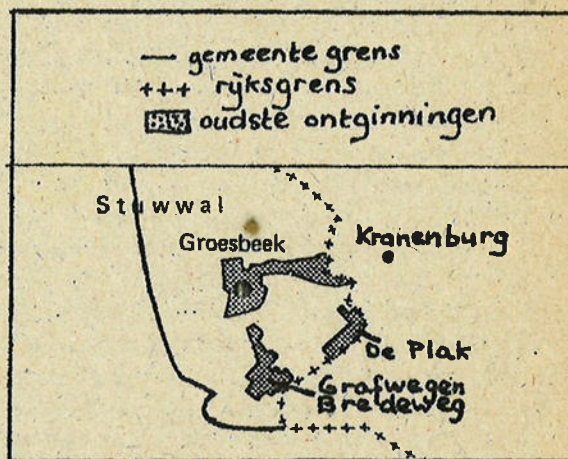 gemeente grens
rijksgrens
oudste ontginningen
Stuwwal
Groesbeek
Kranenburg
De Plak
Grafwegen
Bredeweg